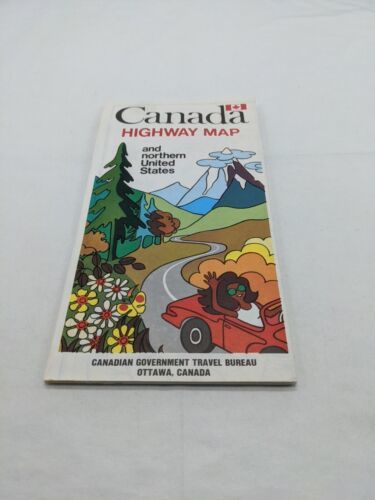 Canada
HIGHWAY MAP
and
northern
United
States
CANADIAN GOVERNMENT TRAVEL BUREAU
OTTAWA, CANADA